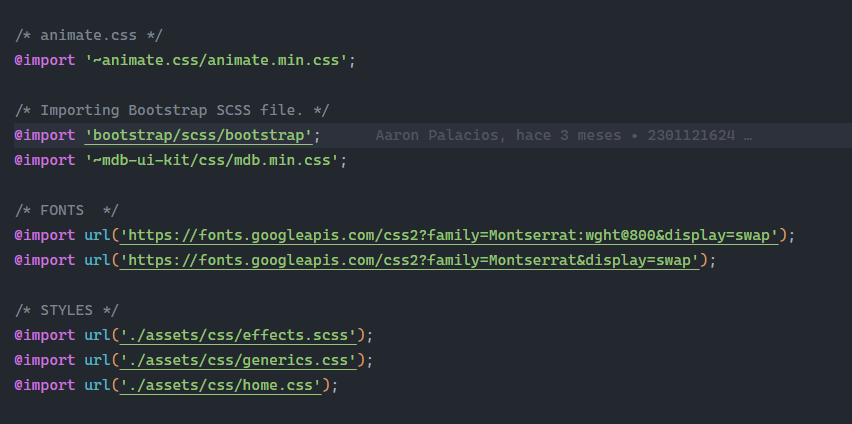 /* animate.css */
@import '~animate.css/animate.min.css';
/* Importing Bootstrap SCSS file. */
@import 'bootstrap/scss/bootstrap'; Aaron Palacios, hace 3 meses • 2301121624 …
@import '~mdb-ui-kit/css/mdb.min.css';
/* FONTS  */
@import url('https://fonts.googleapis.com/css2?family=Montserrat:wght@800&display=swap');
@import url('https://fonts.googleapis.com/css2?family=Montserrat&display=swap');
/* STYLES */
@import url('./assets/css/effects.scss');
@import url('./assets/css/generics.css');
@import url('./assets/css/home.css');